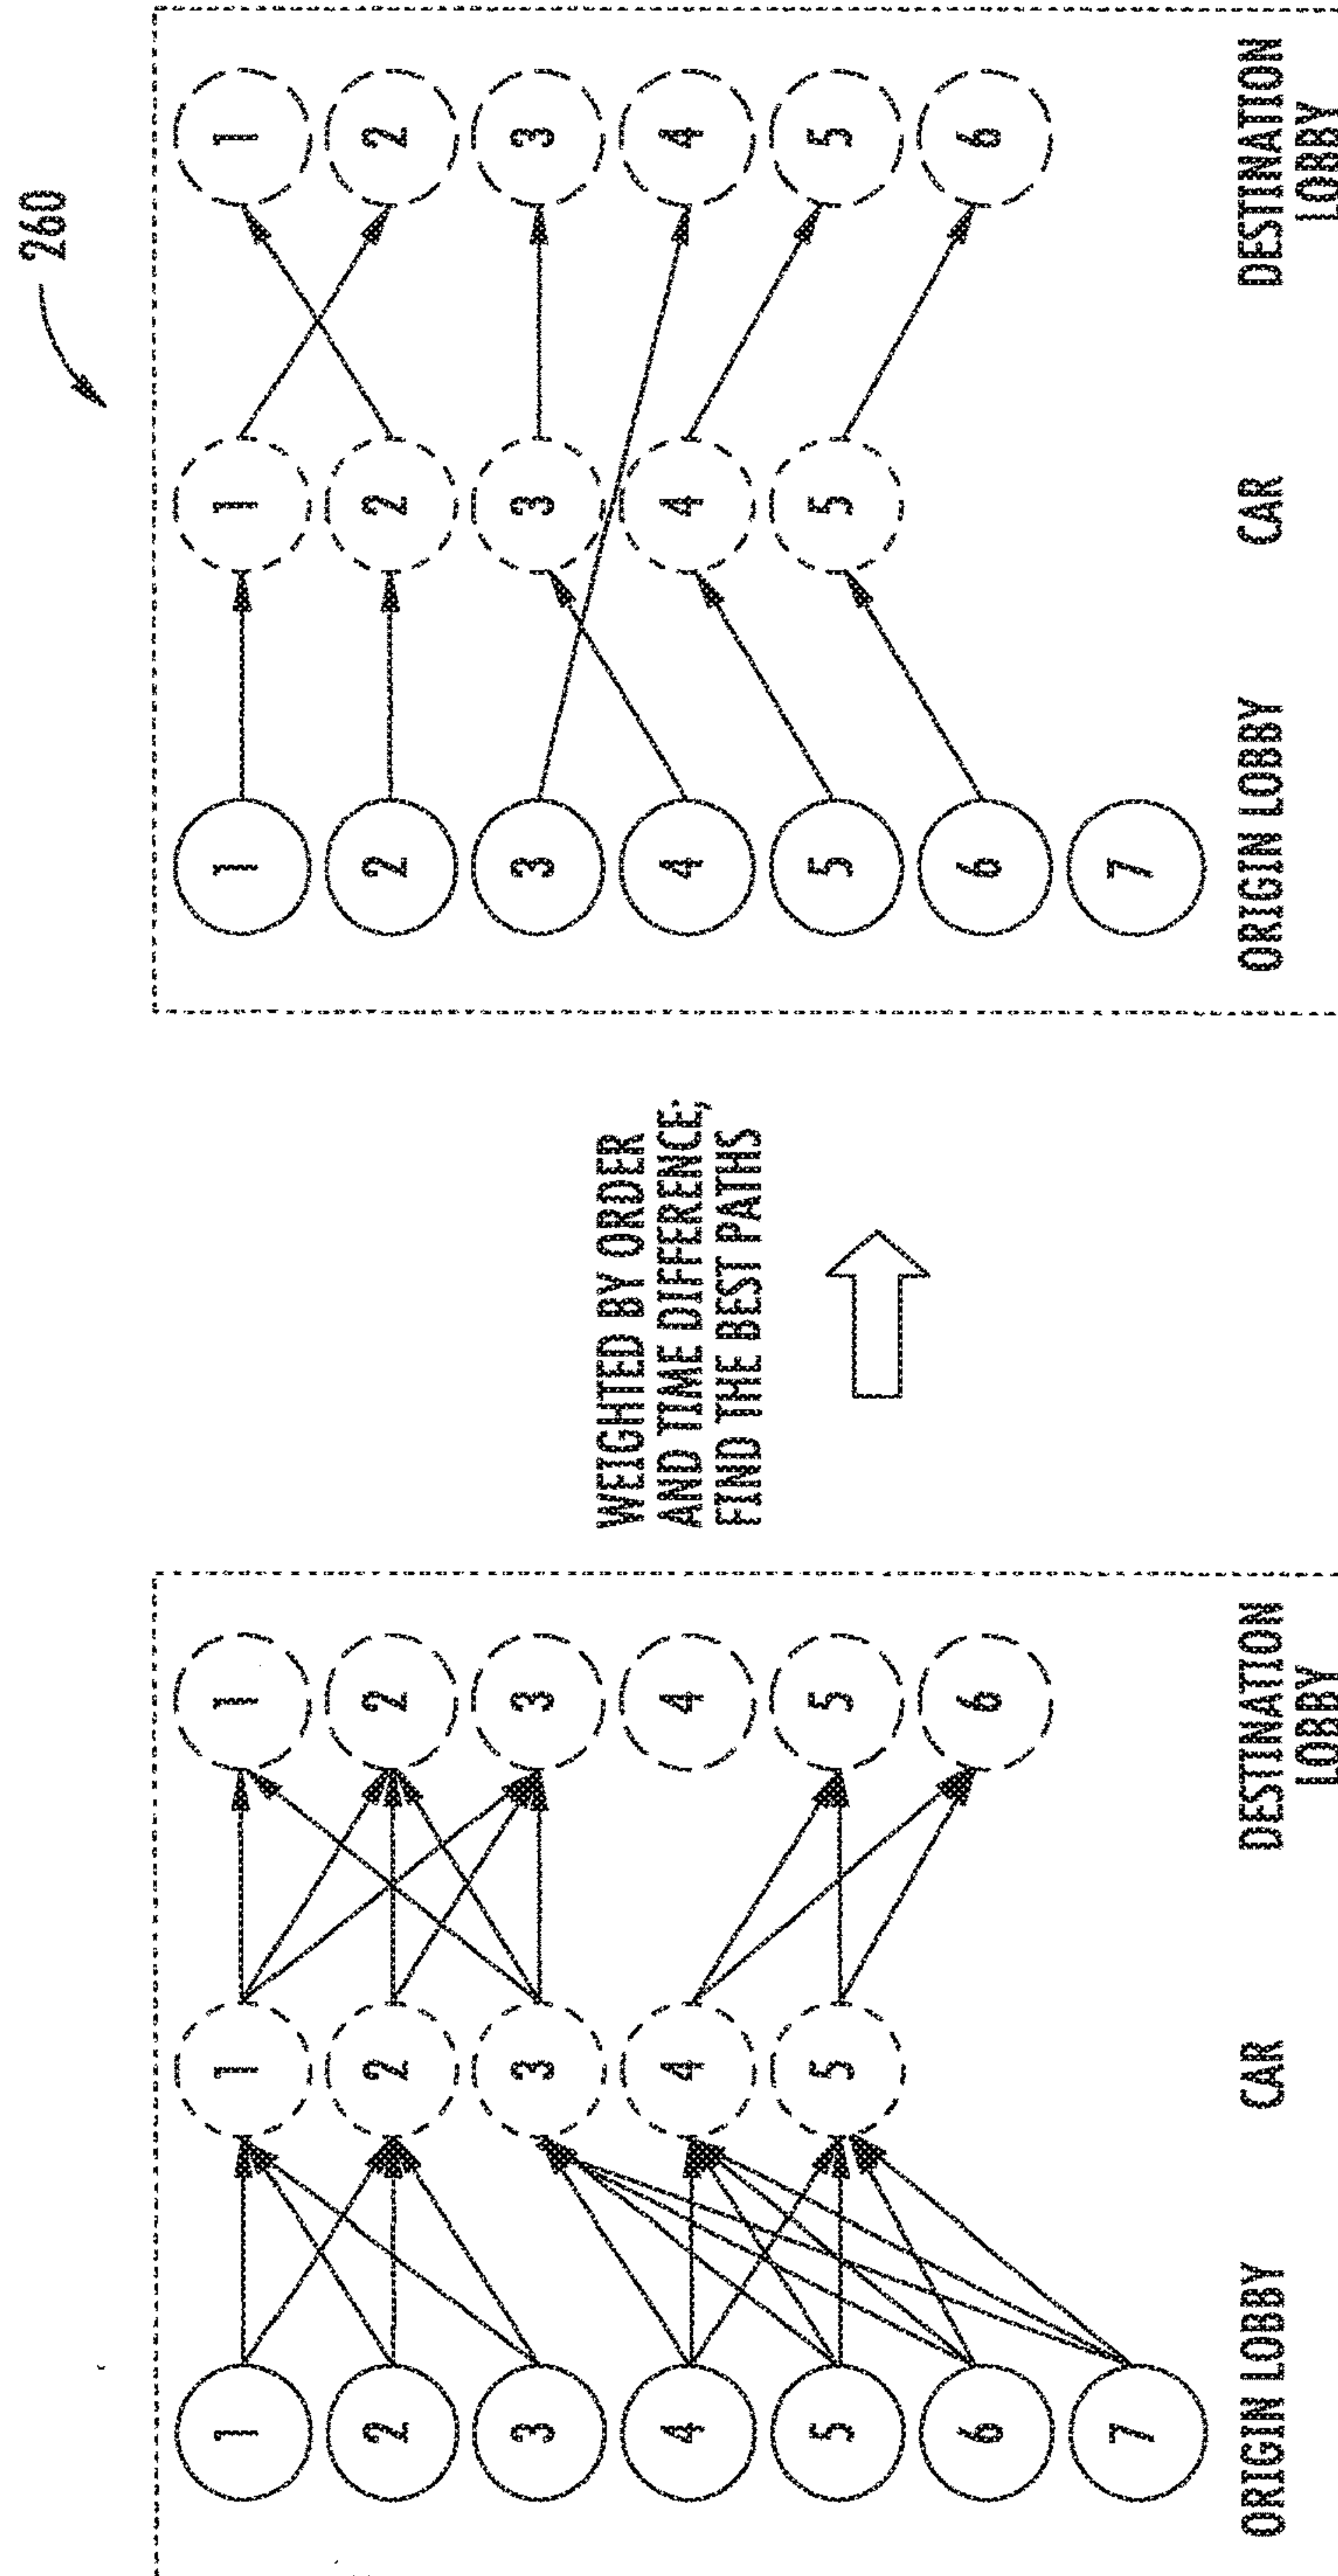 1 1 1
2 2 2
3 3 3
4 4 4
5 5 5
6 6
7
ORIGIN LOBBY CAR DESTINATION
LOBBY
WEIGHTED BY ORDER
AND TIME DIFFERENCE;
FIND THE BEST PATHS
260
1 1 1
2 2 2
3 3 3
4 4 4
5 5 5
6 6
7
ORIGIN LOBBY CAR DESTINATION
LOBBY